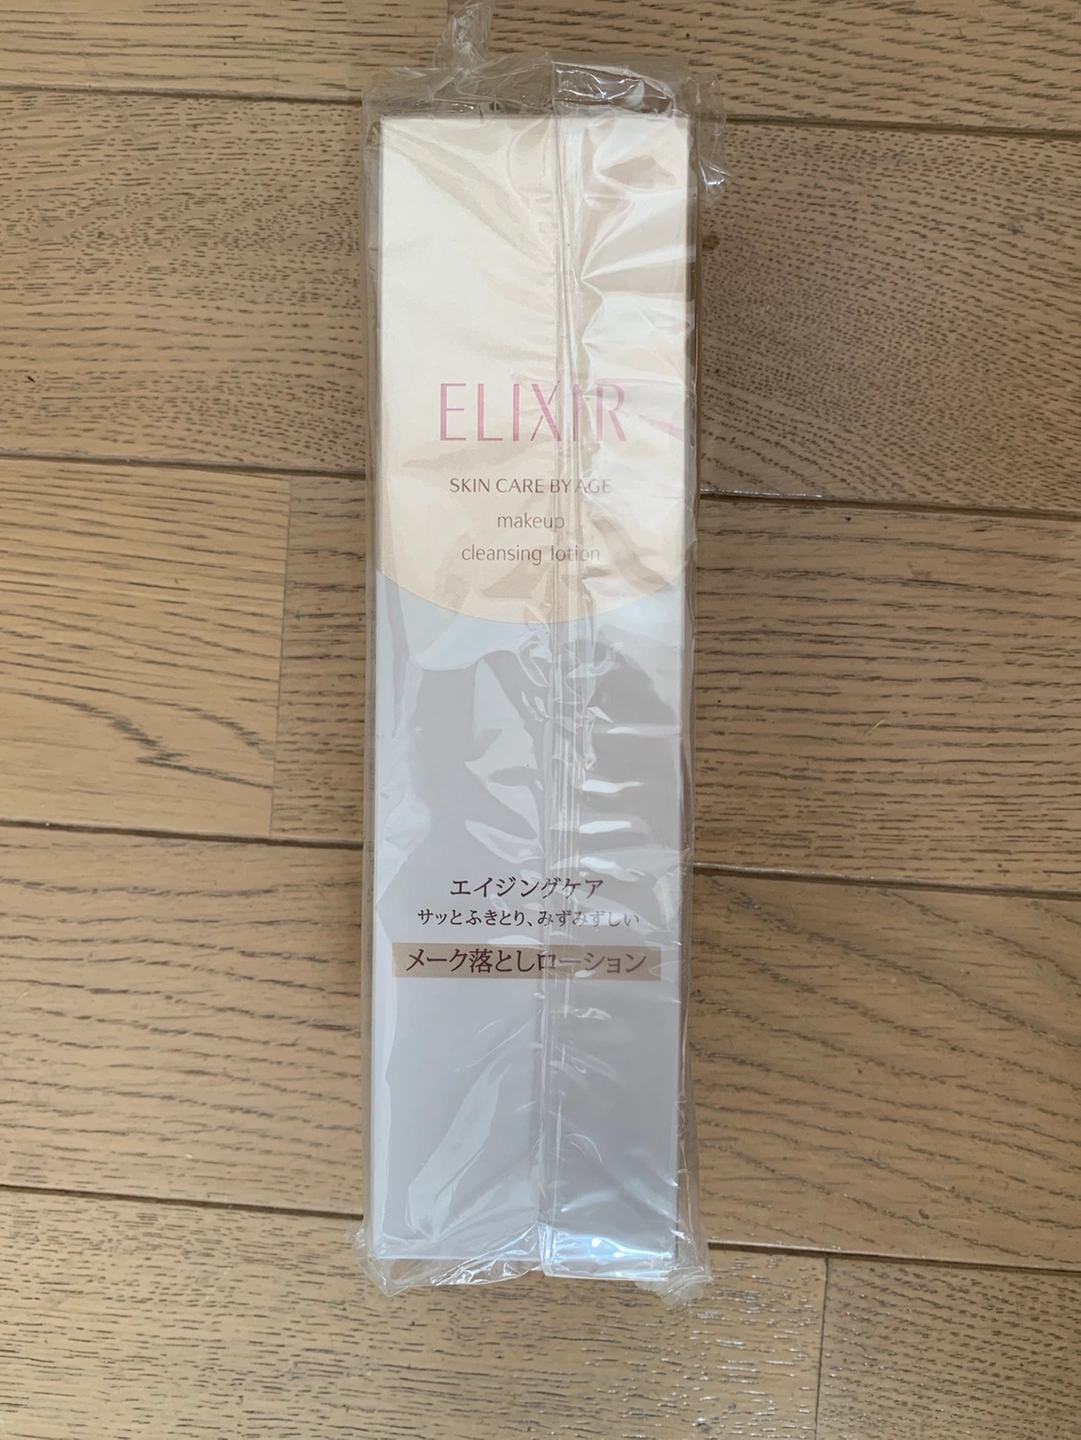 ELIXIR
SKIN CARE BY AGE
makeup
cleansing lotion
エイジングケア
サッとふきとり、みずみずしい
メーク落としローション